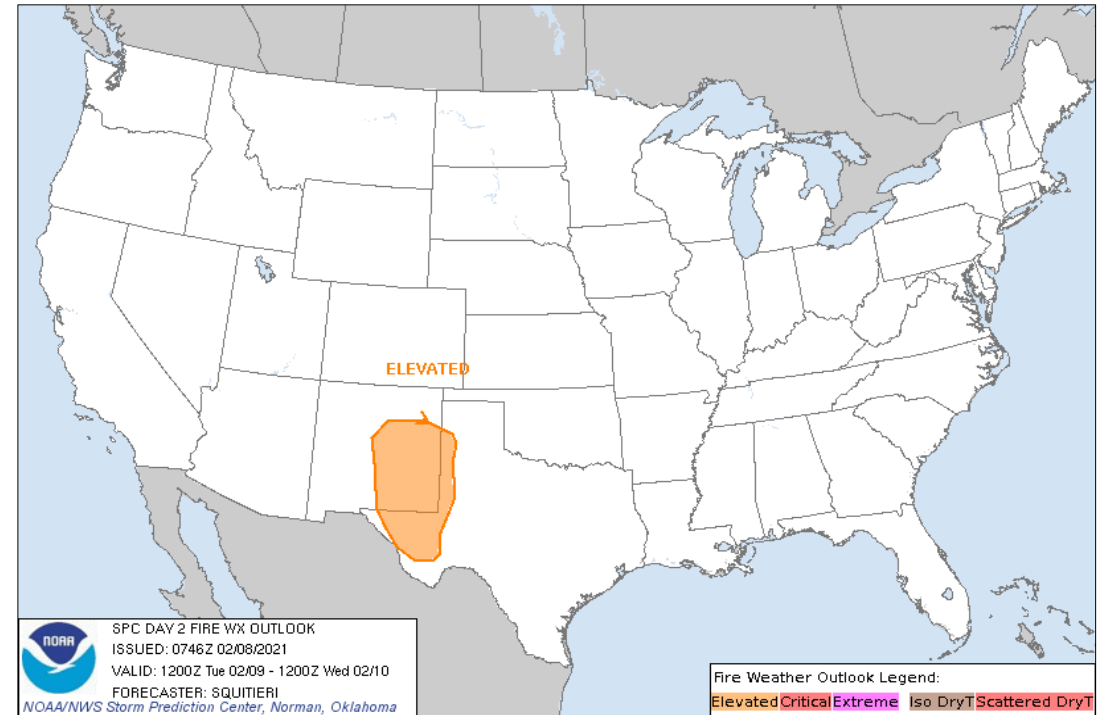 ELEVATED
NOAA
SPC DAY 2 FIRE WX OUTLOOK
ISSUED: 0746Z 02/08/2021
VALID: 1200Z Tue 02/09 - 1200Z Wed 02/10
FORECASTER: SQUITIERI
NOAA/NWS Storm Prediction Center, Norman, Oklahoma
Fire Weather Outlook Legend:
Elevated Critical Extreme Iso DryT Scattered DryT